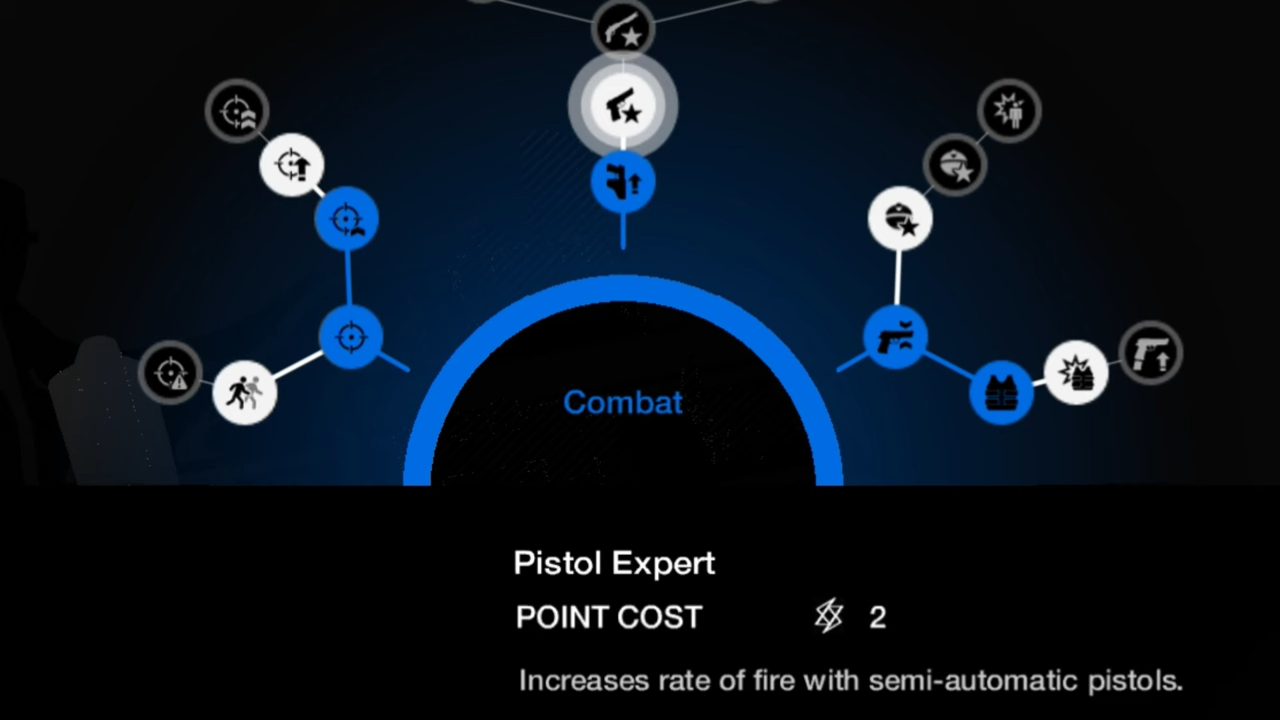 Combat
Pistol Expert
POINT COST 2
Increases rate of fire with semi-automatic pistols.